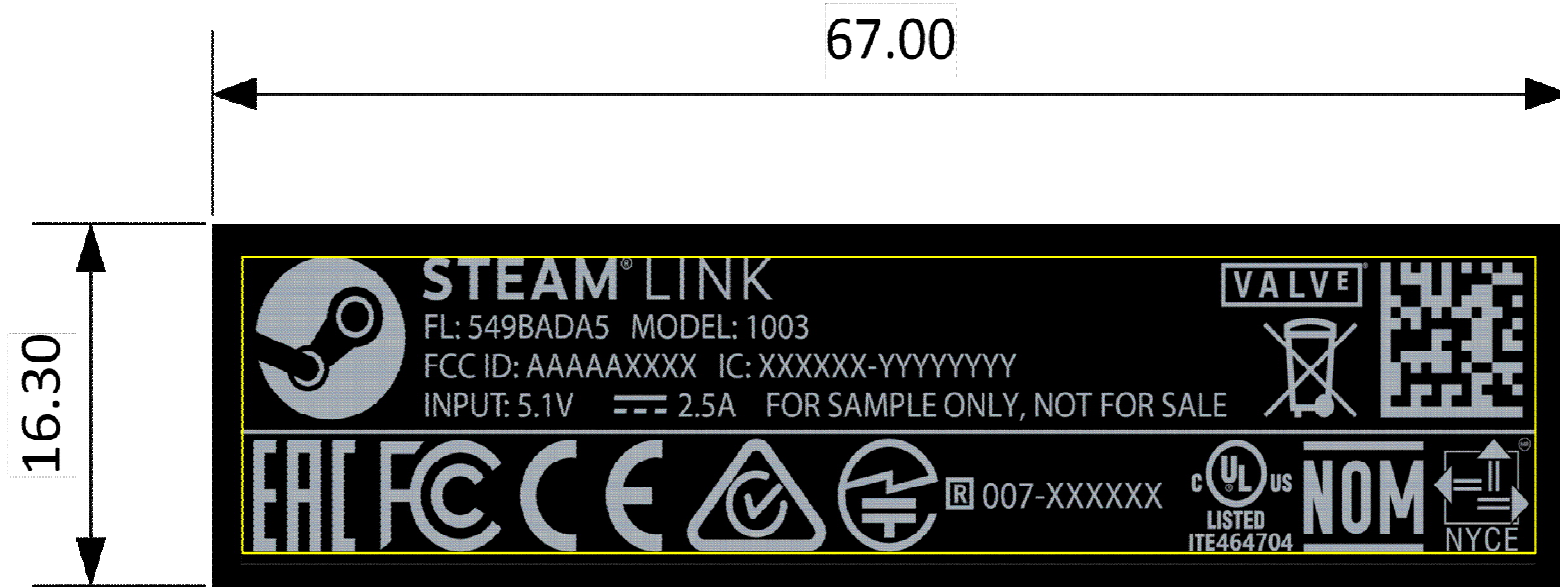 67.00
16.30
STEAM® LINK
FL: 549BADA5 MODEL: 1003
FCC ID: AAAAAXXXX IC: XXXXXX-YYYYYYYY
INPUT: 5.1V 2.5A FOR SAMPLE ONLY, NOT FOR SALE
VALVE
EAC FC CE
R 007-XXXXXX
C UL US
LISTED
ITE464704
NOM
NYCE